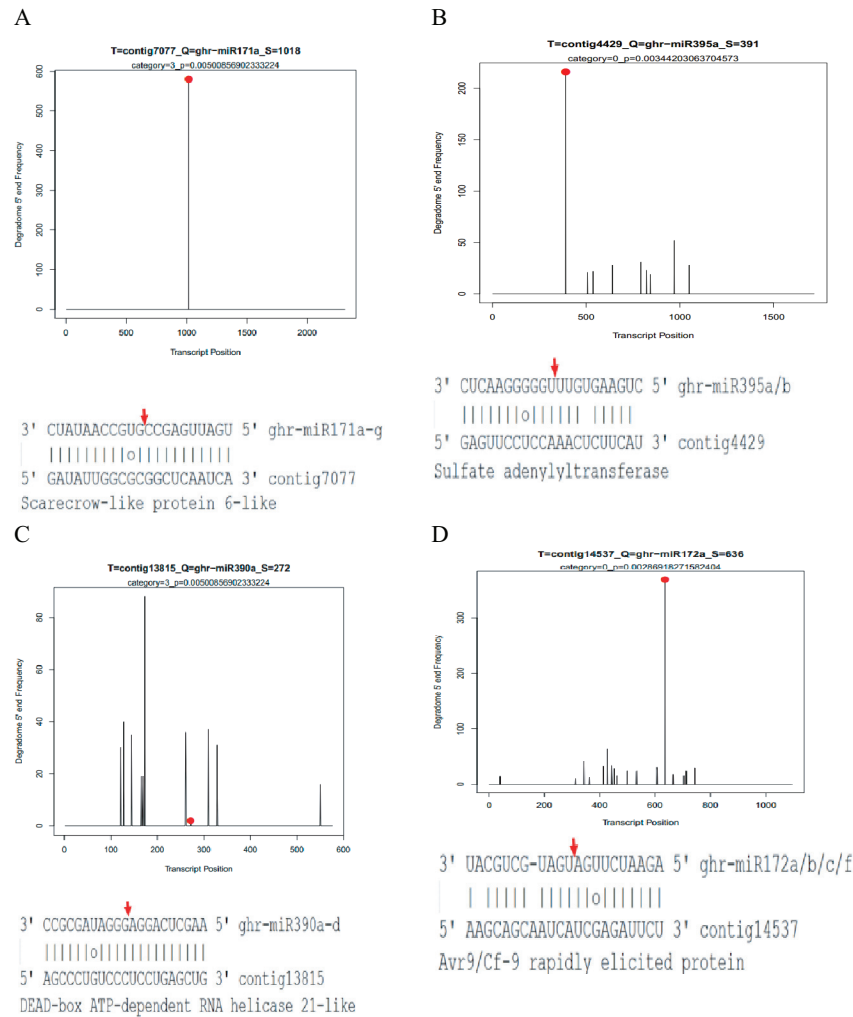 A
T=contig7077_Q=ghr-miR171a_S=1018
category=3_p=0.00500856902333224
Degradome 5' end Frequency
0 100 200 300 400 500 600
0 500 1000 1500 2000
Transcript Position
3' CUAUAACCGUGCCGAGUUAGU 5' ghr-miR171a-g
||||||||||o|||||||||||
5' GAUAUUGGCGCGGCUCAAUCA 3' contig7077
Scarecrow-like protein 6-like
B
T=contig4429_Q=ghr-miR395a_S=391
category=0_p=0.00344203063704573
Degradome 5' end Frequency
0 50 100 150 200
0 500 1000 1500
Transcript Position
3' CUCAAGGGGGUUUGUGAAGUC 5' ghr-miR395a/b
|||||||o|||||| |||||
5' GAGUUCCUCCAAACUCUUCAU 3' contig4429
Sulfate adenylyltransferase
C
T=contig13815_Q=ghr-miR390a_S=272
category=3_p=0.00500856902333224
Degradome 5' end Frequency
0 20 40 60 80
0 100 200 300 400 500 600
Transcript Position
3' CCGCGAUAGGGAGGACUCGAA 5' ghr-miR390a-d
||||||o|||||||||||||
5' AGCCCUGUCCCUCCUGAGCUG 3' contig13815
DEAD-box ATP-dependent RNA helicase 21-like
D
T=contig14537_Q=ghr-miR172a_S=636
category=0_p=0.00286918271582404
Degradome 5' end Frequency
0 100 200 300
0 200 400 600 800 1000
Transcript Position
3' UACGUCG-UAGUAGUUCUAAGA 5' ghr-miR172a/b/c/f
| ||||| ||||||o|||||||
5' AAGCAGCAAUCAUCGAGAUUCU 3' contig14537
Avr9/Cf-9 rapidly elicited protein